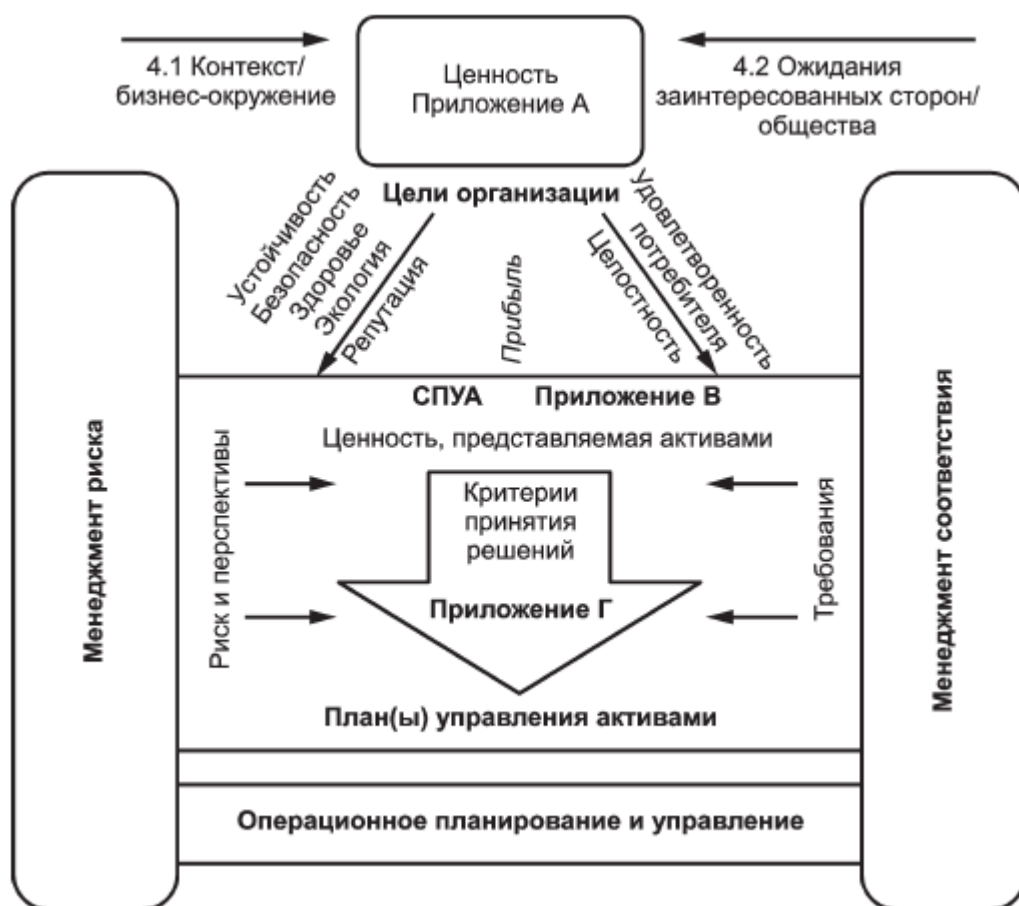 4.1 Контекст/
бизнес-окружение
Ценность
Приложение А
4.2 Ожидания
заинтересованных сторон/
общества
Цели организации
Устойчивость
Безопасность
Здоровье
Экология
Репутация
Прибыль
Целостность
Удовлетворенность
потребителя
Менеджмент риска
СПУА Приложение В
Ценность, представляемая активами
Риск и перспективы
Критерии
принятия
решений
Приложение Г
Требования
План(ы) управления активами
Операционное планирование и управление
Менеджмент соответствия